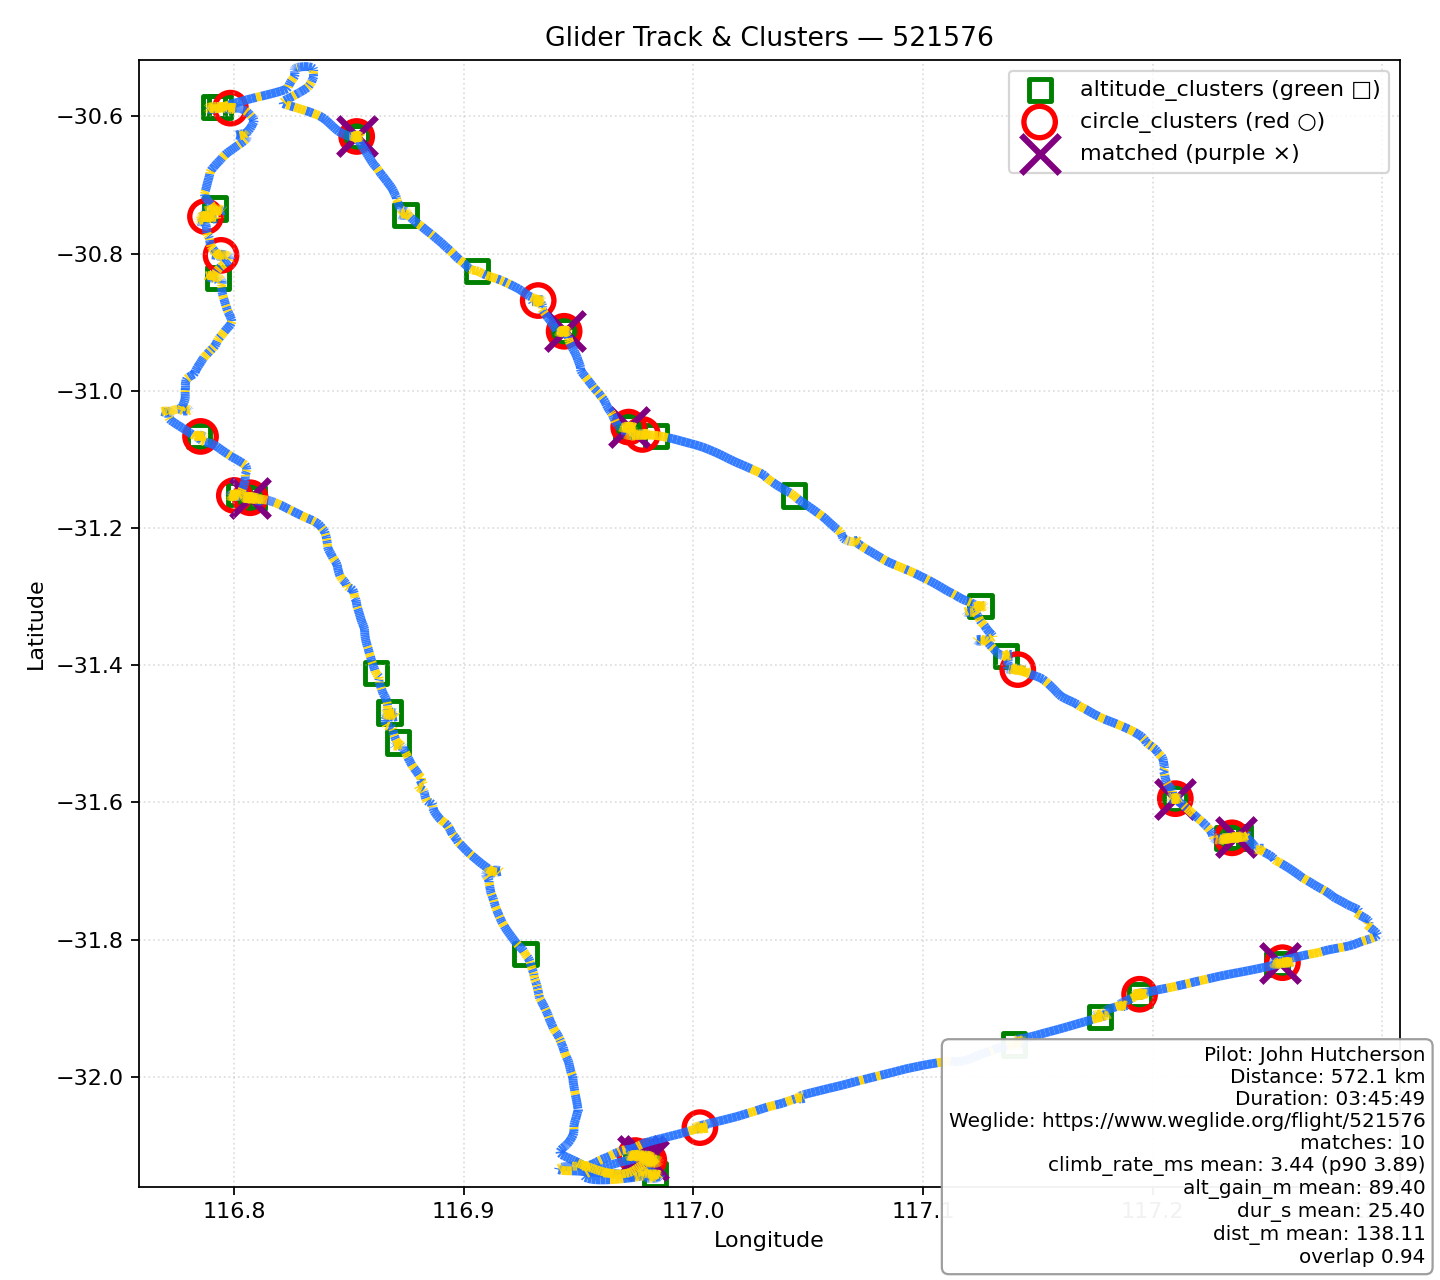 Glider Track & Clusters — 521576
altitude_clusters (green □)
circle_clusters (red ○)
matched (purple ×)
Latitude
−30.6
−30.8
−31.0
−31.2
−31.4
−31.6
−31.8
−32.0
116.8
116.9
117.0
117.1
117.2
Longitude
Pilot: John Hutcherson
Distance: 572.1 km
Duration: 03:45:49
Weglide: https://www.weglide.org/flight/521576
matches: 10
climb_rate_ms mean: 3.44 (p90 3.89)
alt_gain_m mean: 89.40
dur_s mean: 25.40
dist_m mean: 138.11
overlap 0.94